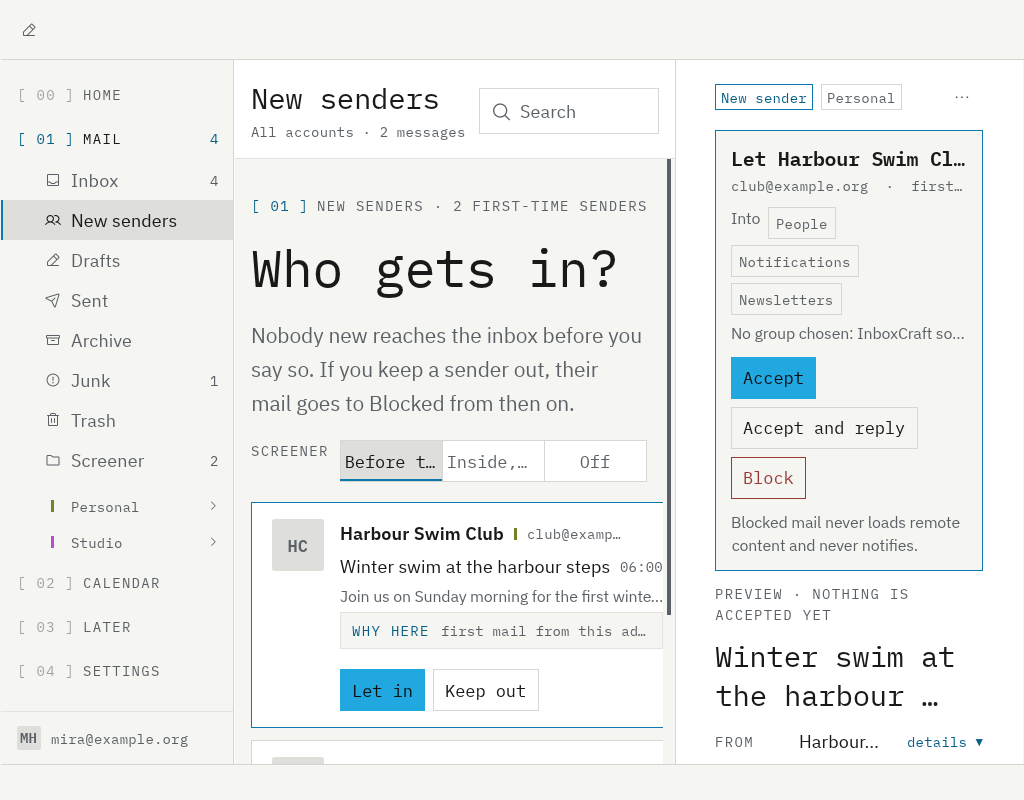 [ 00 ] HOME
[ 01 ] MAIL 4
Inbox 4
New senders
Drafts
Sent
Archive
Junk 1
Trash
Screener 2
Personal
Studio
[ 02 ] CALENDAR
[ 03 ] LATER
[ 04 ] SETTINGS
MH mira@example.org
New senders
All accounts · 2 messages
Search
[ 01 ] NEW SENDERS · 2 FIRST-TIME SENDERS
Who gets in?
Nobody new reaches the inbox before you
say so. If you keep a sender out, their
mail goes to Blocked from then on.
SCREENER Before t… Inside,… Off
HC Harbour Swim Club club@examp…
Winter swim at the harbour steps 06:00
Join us on Sunday morning for the first winte…
WHY HERE first mail from this ad…
Let in Keep out
New sender Personal ···
Let Harbour Swim Cl…
club@example.org · first…
Into People
Notifications
Newsletters
No group chosen: InboxCraft so…
Accept
Accept and reply
Block
Blocked mail never loads remote
content and never notifies.
PREVIEW · NOTHING IS
ACCEPTED YET
Winter swim at
the harbour …
FROM Harbour… details ▾